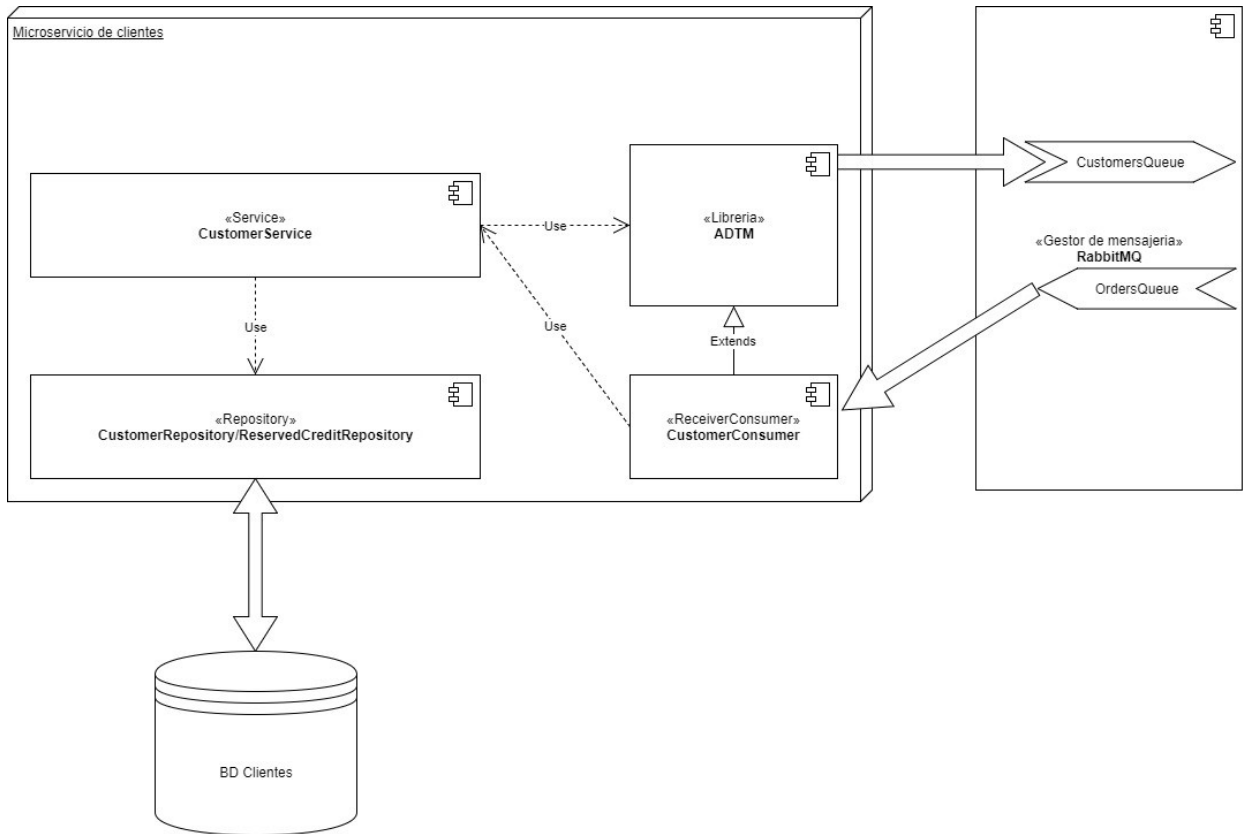 Microservicio de clientes
«Service»
CustomerService
Use
«Libreria»
ADTM
CustomersQueue
«Gestor de mensajeria»
RabbitMQ
OrdersQueue
Use
Use
Extends
«Repository»
CustomerRepository/ReservedCreditRepository
«ReceiverConsumer»
CustomerConsumer
BD Clientes